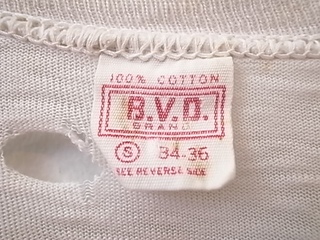 100% COTTON
B.V.D.
BRAND
S 34-36
SEE REVERSE SIDE